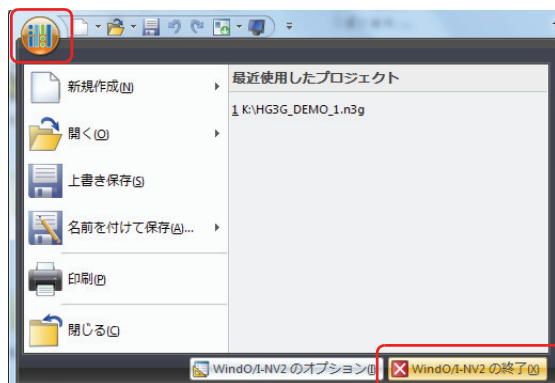 新規作成(N)
最近使用したプロジェクト
1 K:\HG3G_DEMO_1.n3g
開く(O)
上書き保存(S)
名前を付けて保存(A)...
印刷(P)
閉じる(C)
WindO/I-NV2 のオプション(I)
WindO/I-NV2 の終了(X)